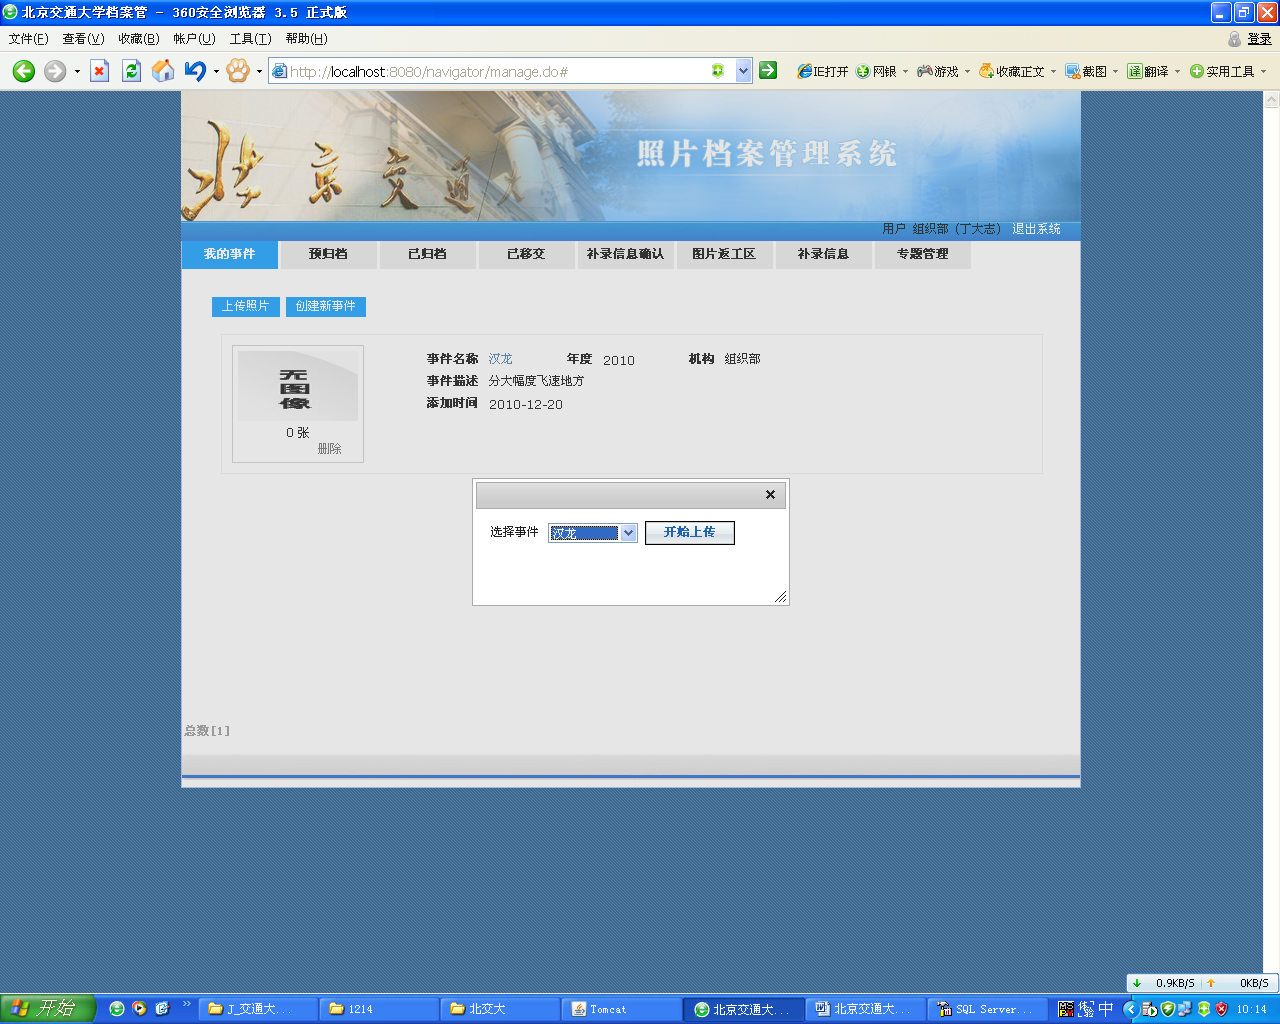 北京交通大学档案管 - 360安全浏览器 3.5 正式版
文件(F) 查看(V) 收藏(B) 帐户(U) 工具(T) 帮助(H) 登录
http://localhost:8080/navigator/manage.do# IE打开 网银 游戏 收藏正文 截图 翻译 实用工具
北京交通大
照片档案管理系统
用户 组织部（丁大志） 退出系统
我的事件 预归档 已归档 已移交 补录信息确认 图片返工区 补录信息 专题管理
上传照片 创建新事件
无图像
0 张
删除
事件名称 汉龙 年度 2010 机构 组织部
事件描述 分大幅度飞速地方
添加时间 2010-12-20
选择事件 汉龙 开始上传
总数[1]
0.9KB/S 0KB/S
开始 J_交通大... 1214 北交大 Tomcat 北京交通大... 北京交通大... SQL Server... 中 10:14